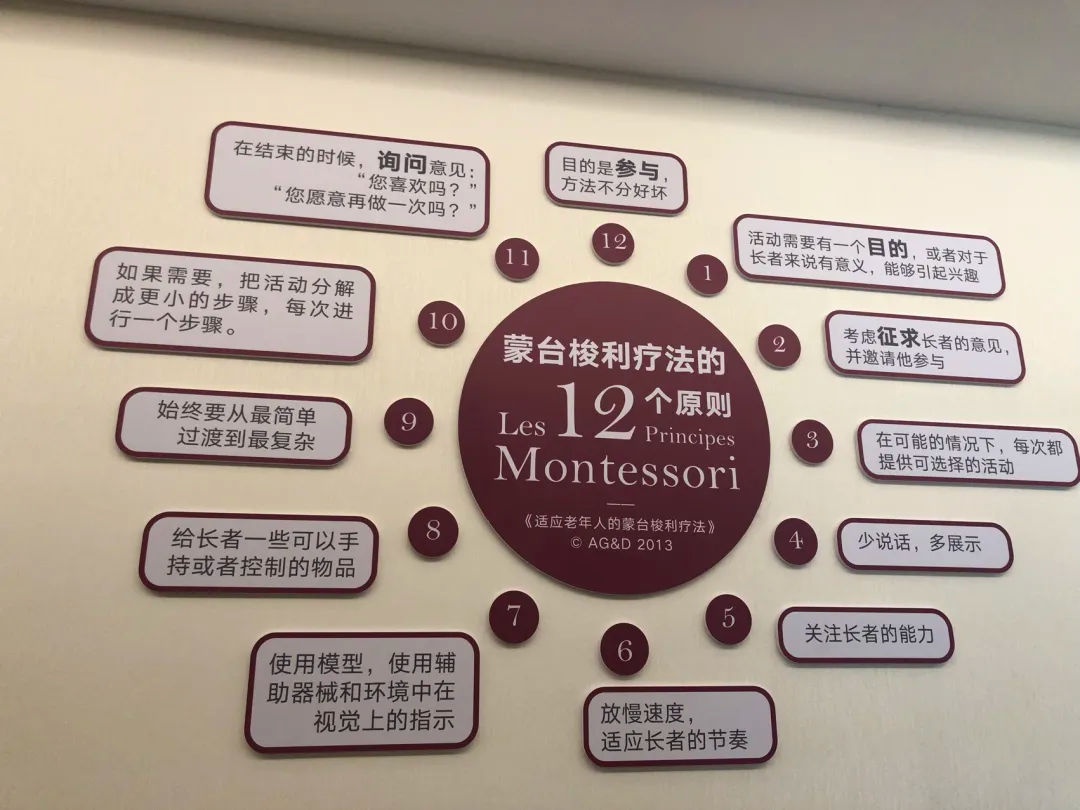 蒙台梭利疗法的
12个原则
Les 12 Principes
Montessori
《适应老年人的蒙台梭利疗法》
© AG&D 2013
1
活动需要有一个目的，或者对于
长者来说有意义，能够引起兴趣
2
考虑征求长者的意见，
并邀请他参与
3
在可能的情况下，每次都
提供可选择的活动
4
少说话，多展示
5
关注长者的能力
6
放慢速度，
适应长者的节奏
7
使用模型，使用辅
助器械和环境中在
视觉上的指示
8
给长者一些可以手
持或者控制的物品
9
始终要从最简单
过渡到最复杂
10
如果需要，把活动分解
成更小的步骤，每次进
行一个步骤。
11
在结束的时候，询问意见：
“您喜欢吗？”
“您愿意再做一次吗？”
12
目的是参与，
方法不分好坏